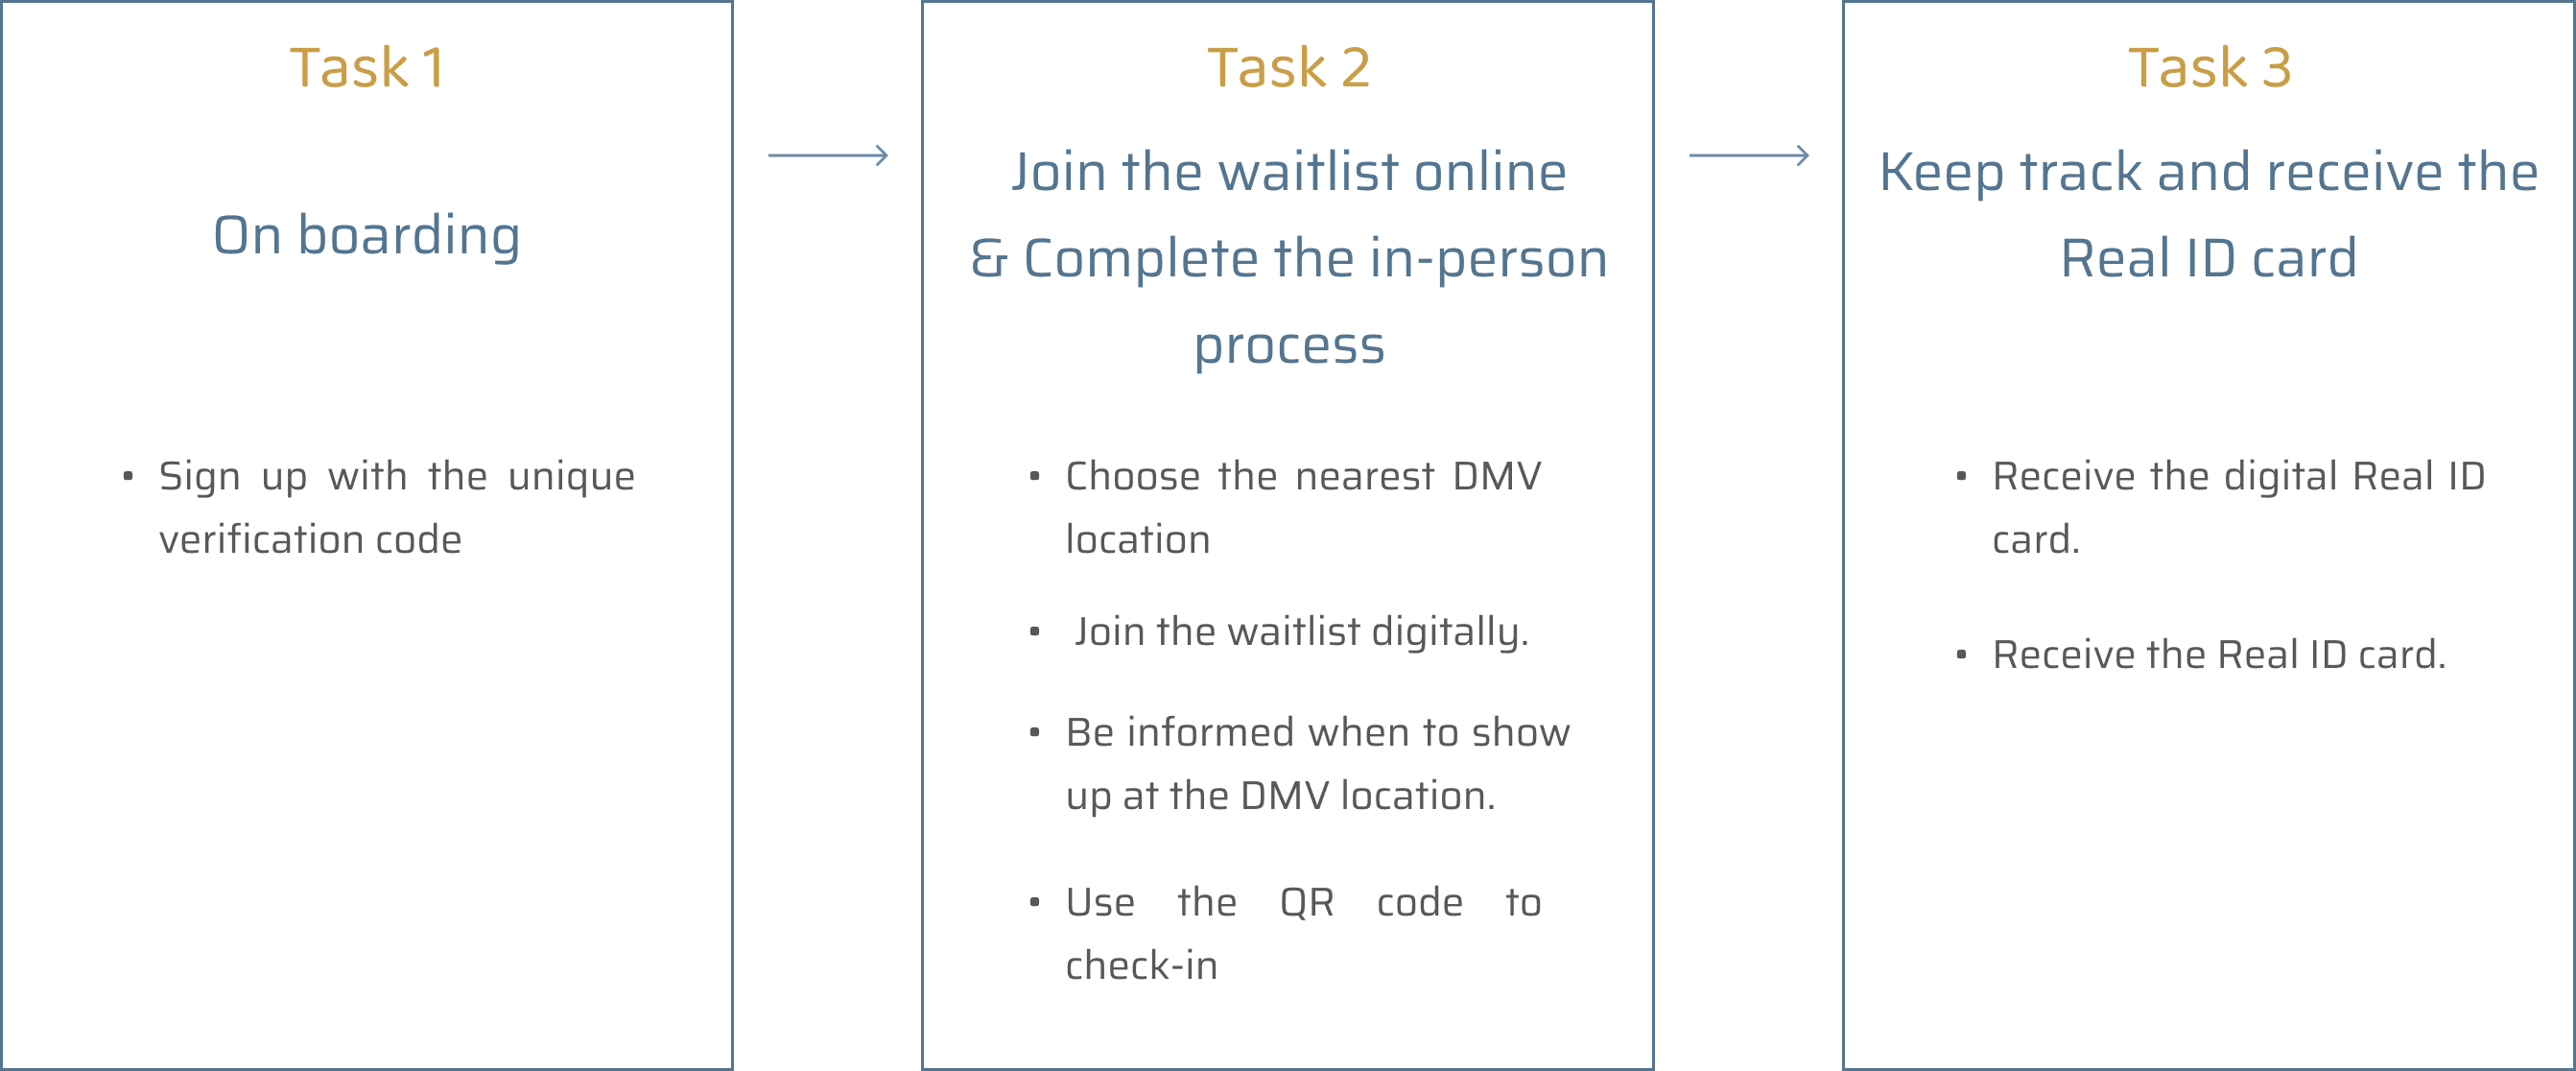 Task 1
On boarding
• Sign up with the unique
verification code
Task 2
Join the waitlist online
& Complete the in-person
process
• Choose the nearest DMV
location
• Join the waitlist digitally.
• Be informed when to show
up at the DMV location.
• Use the QR code to
check-in
Task 3
Keep track and receive the
Real ID card
• Receive the digital Real ID
card.
• Receive the Real ID card.